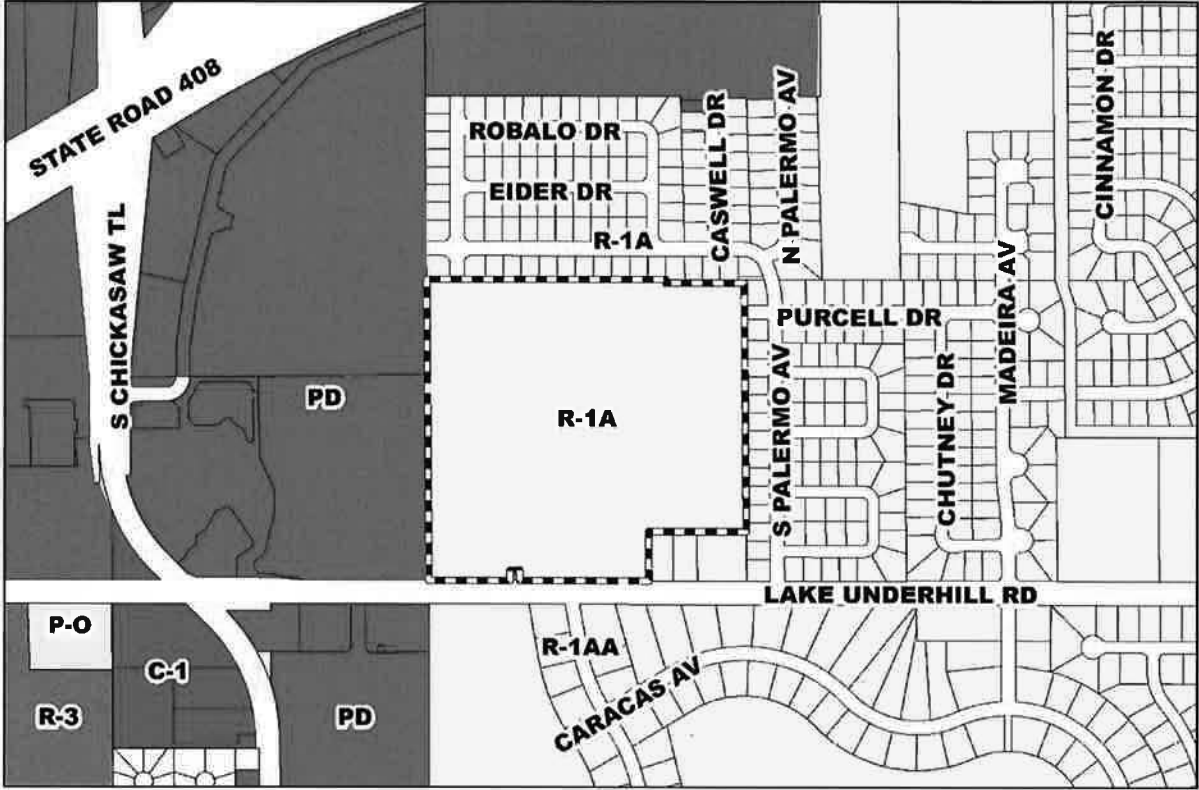 STATE ROAD 408
S CHICKASAW TL
ROBALO DR
EIDER DR
R-1A
CASWELL DR
N PALERMO AV
CINNAMON DR
PURCELL DR
MADEIRA AV
PD
R-1A
S PALERMO AV
CHUTNEY DR
LAKE UNDERHILL RD
P-O
C-1
R-3
PD
R-1AA
CARACAS AV